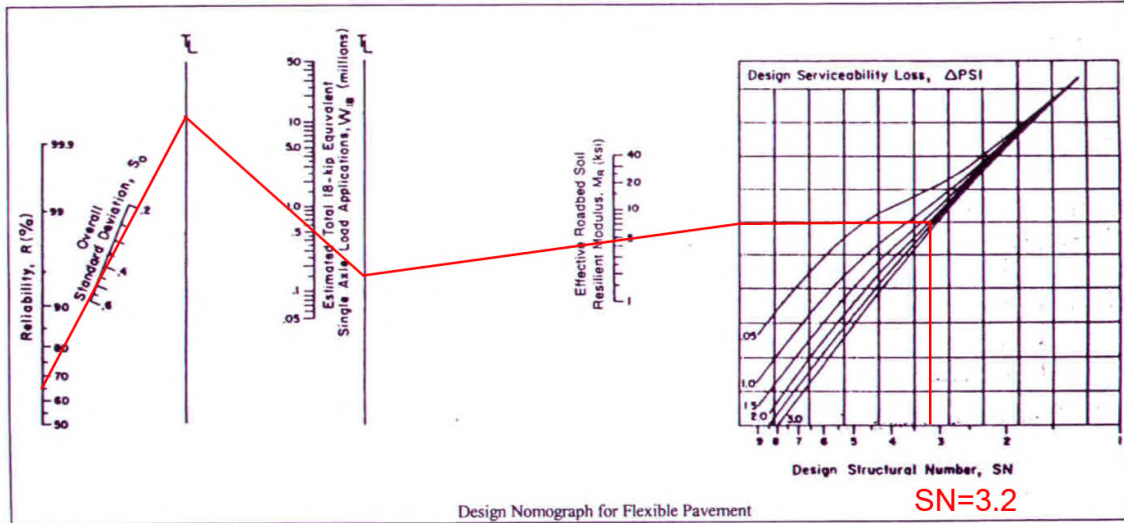 TL
TL
Reliability, R (%)
99.9
99
90
80
70
60
50
Overall
Standard Deviation, So
.2
.4
.6
Estimated Total 18-kip Equivalent
Single Axle Load Applications, W18 (millions)
50
10
5.0
1.0
.5
.1
.05
Effective Roadbed Soil
Resilient Modulus, MR (ksi)
40
20
10
5
1
Design Serviceability Loss, ΔPSI
0.5
1.0
1.5
2.0
3.0
9 8 7 6 5 4 3 2 1
Design Structural Number, SN
SN=3.2
Design Nomograph for Flexible Pavement